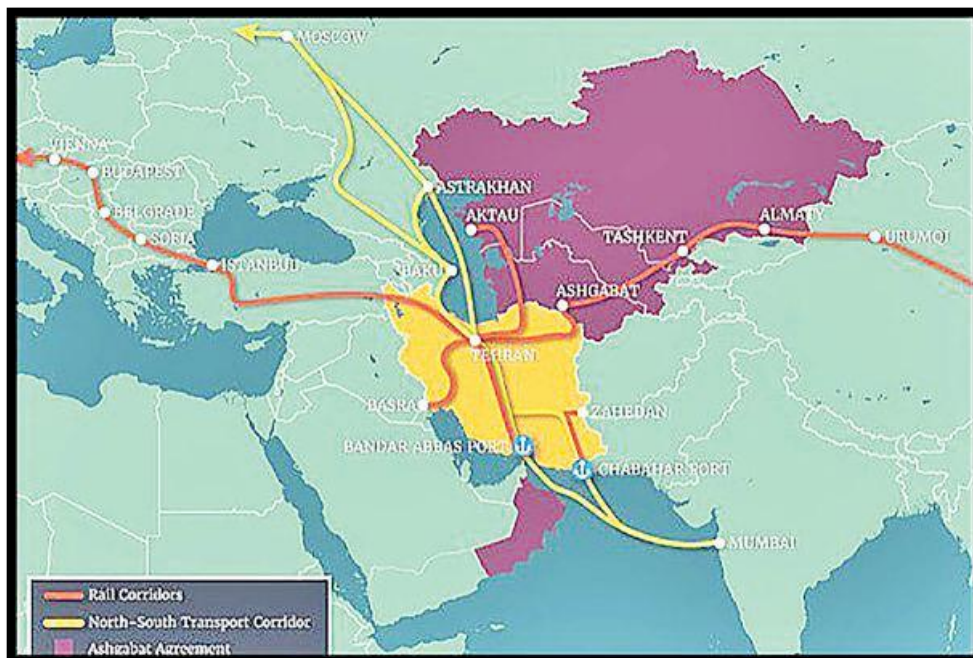 MOSCOW
VIENNA
BUDAPEST
BELGRADE
SOFIA
ISTANBUL
ASTRAKHAN
AKTAU
BAKU
ALMATY
TASHKENT
URUMQI
ASHGABAT
TEHRAN
BASRA
ZAHEDAN
BANDAR ABBAS PORT
CHABAHAR PORT
MUMBAI
Rail Corridors
North-South Transport Corridor
Ashgabat Agreement